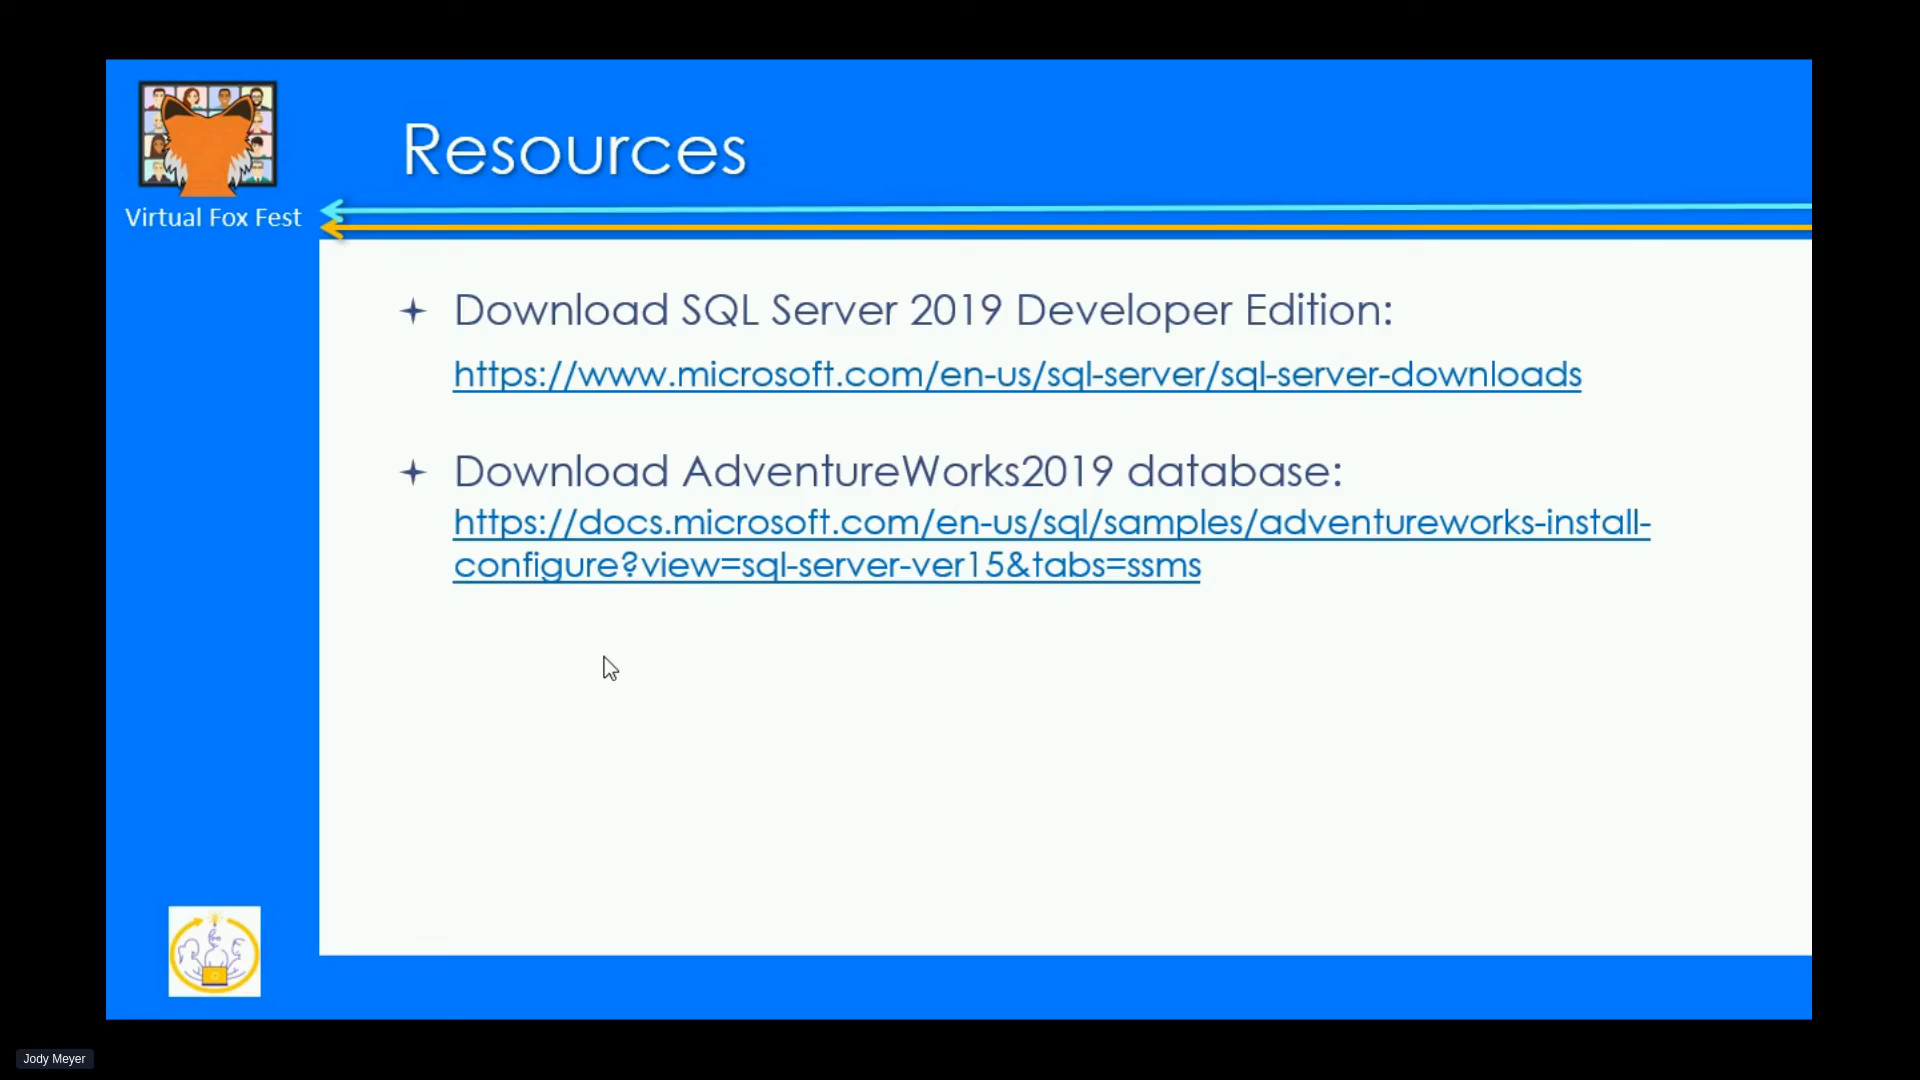 Resources
Virtual Fox Fest
Download SQL Server 2019 Developer Edition:
https://www.microsoft.com/en-us/sql-server/sql-server-downloads
Download AdventureWorks2019 database:
https://docs.microsoft.com/en-us/sql/samples/adventureworks-install-
configure?view=sql-server-ver15&tabs=ssms
Jody Meyer